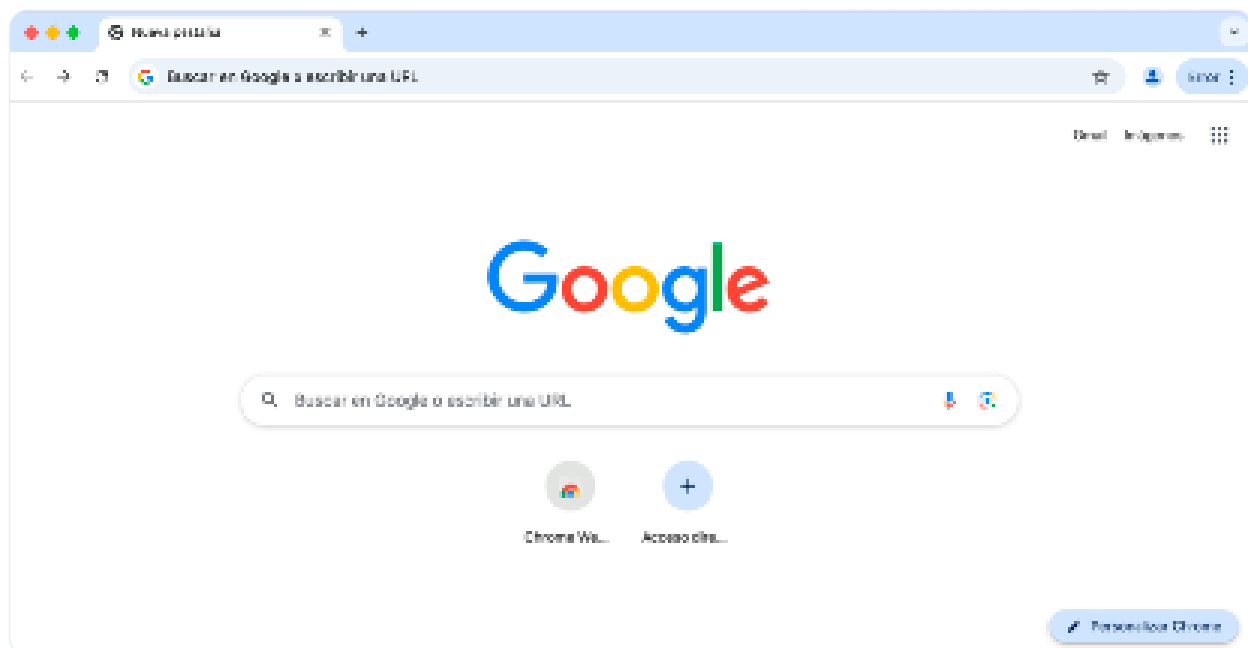 Nueva pestaña
Buscar en Google o escribir una URL
Error
Gmail Imágenes
Google
Buscar en Google o escribir una URL
Chrome We... Acceso dire...
Personalizar Chrome